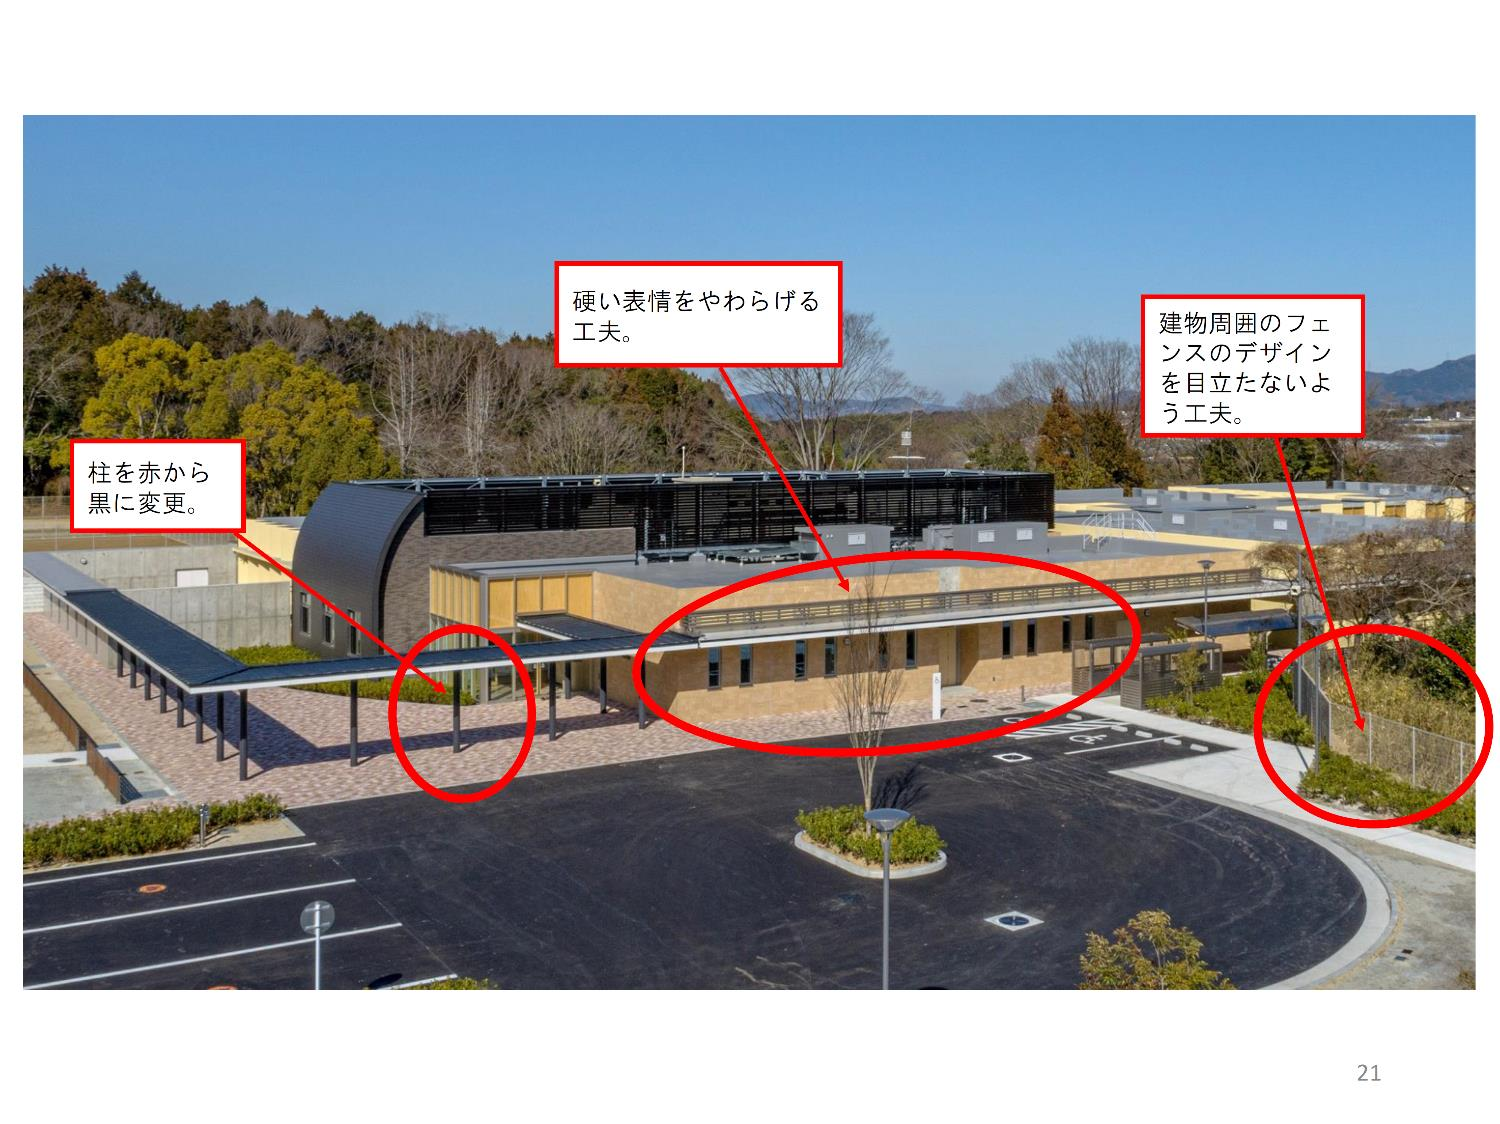 硬い表情をやわらげる
工夫。
建物周囲のフェ
ンスのデザイン
を目立たないよ
う工夫。
柱を赤から
黒に変更。
21